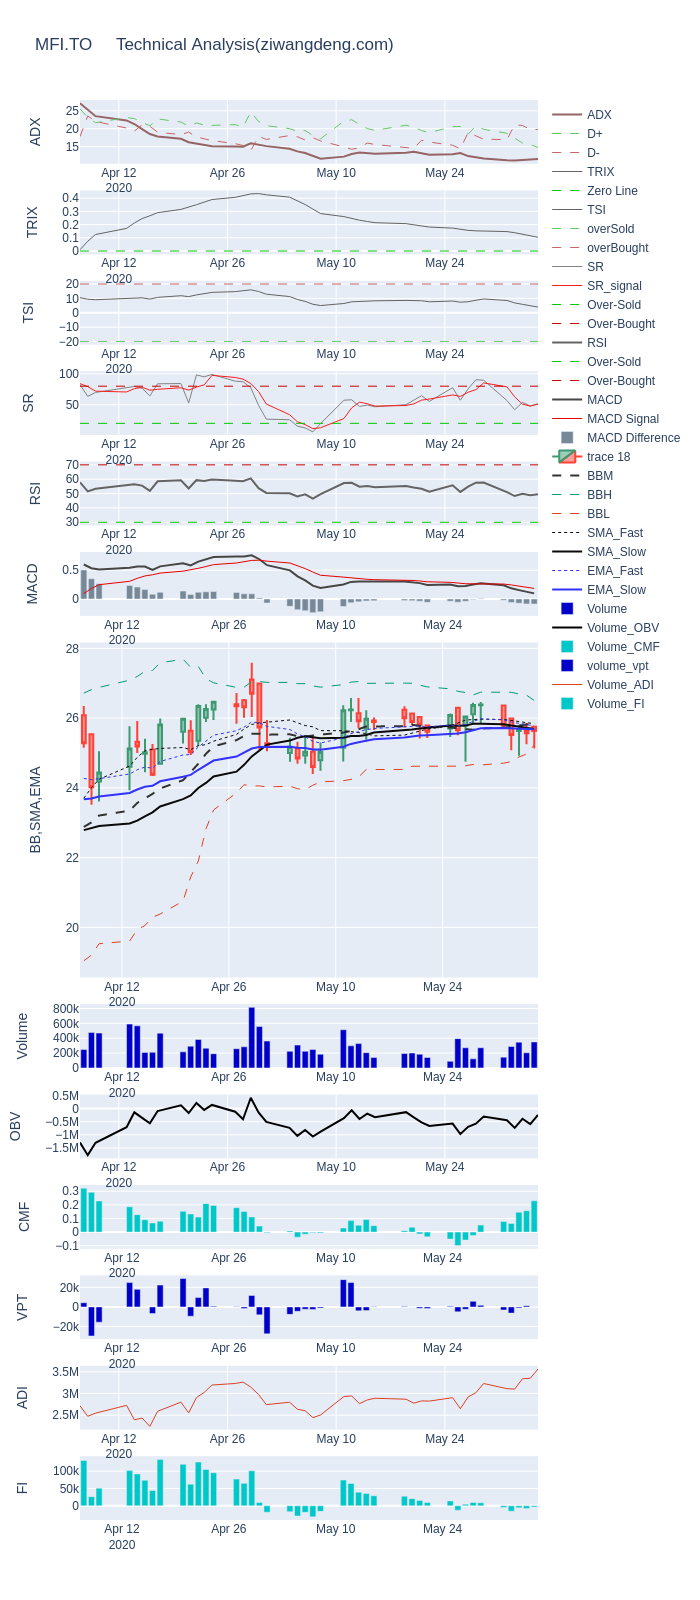 MFI.TO  Technical Analysis(ziwangdeng.com)
ADX
25
20
15
Apr 12
2020
Apr 26
May 10
May 24
TRIX
0.4
0.3
0.2
0.1
0
Apr 12
2020
Apr 26
May 10
May 24
TSI
20
10
0
−10
−20
Apr 12
2020
Apr 26
May 10
May 24
SR
100
50
Apr 12
2020
Apr 26
May 10
May 24
RSI
70
60
50
40
30
Apr 12
2020
Apr 26
May 10
May 24
MACD
0.5
0
Apr 12
2020
Apr 26
May 10
May 24
BB,SMA,EMA
28
26
24
22
20
Apr 12
2020
Apr 26
May 10
May 24
Volume
800k
600k
400k
200k
0
Apr 12
2020
Apr 26
May 10
May 24
OBV
0.5M
0
−0.5M
−1M
−1.5M
Apr 12
2020
Apr 26
May 10
May 24
CMF
0.3
0.2
0.1
0
−0.1
Apr 12
2020
Apr 26
May 10
May 24
VPT
20k
0
−20k
Apr 12
2020
Apr 26
May 10
May 24
ADI
3.5M
3M
2.5M
Apr 12
2020
Apr 26
May 10
May 24
FI
100k
50k
0
Apr 12
2020
Apr 26
May 10
May 24
ADX
D+
D-
TRIX
Zero Line
TSI
overSold
overBought
SR
SR_signal
Over-Sold
Over-Bought
RSI
Over-Sold
Over-Bought
MACD
MACD Signal
MACD Difference
trace 18
BBM
BBH
BBL
SMA_Fast
SMA_Slow
EMA_Fast
EMA_Slow
Volume
Volume_OBV
Volume_CMF
volume_vpt
Volume_ADI
Volume_FI